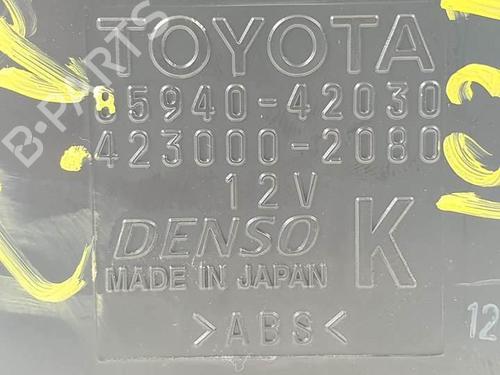 TOYOTA
85940-42030
423000-2080
12V
DENSO
MADE IN JAPAN
K
>ABS<
12
B-PARTS